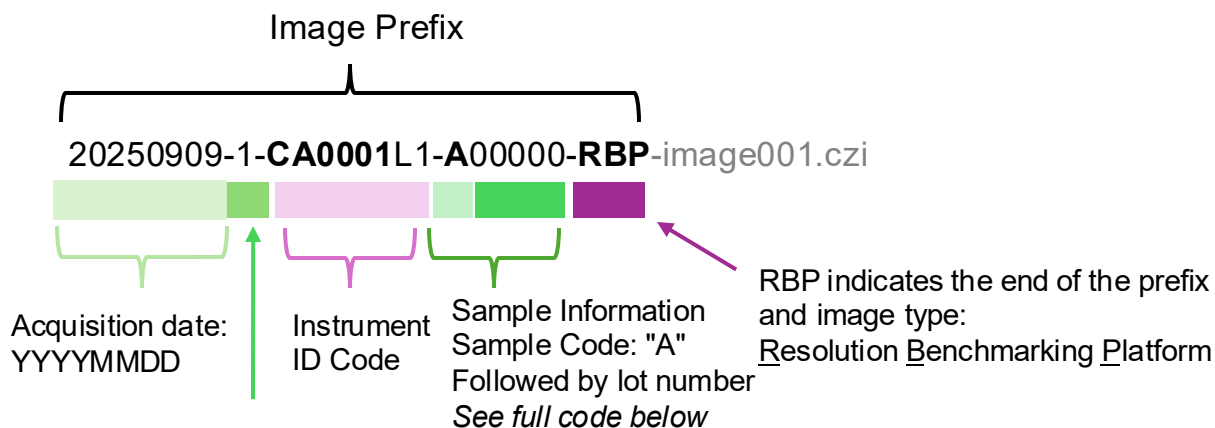 Image Prefix
20250909-1-CA0001L1-A00000-RBP-image001.czi
Acquisition date:
YYYYMMDD
Instrument
ID Code
Sample Information
Sample Code: "A"
Followed by lot number
See full code below
RBP indicates the end of the prefix
and image type:
Resolution Benchmarking Platform